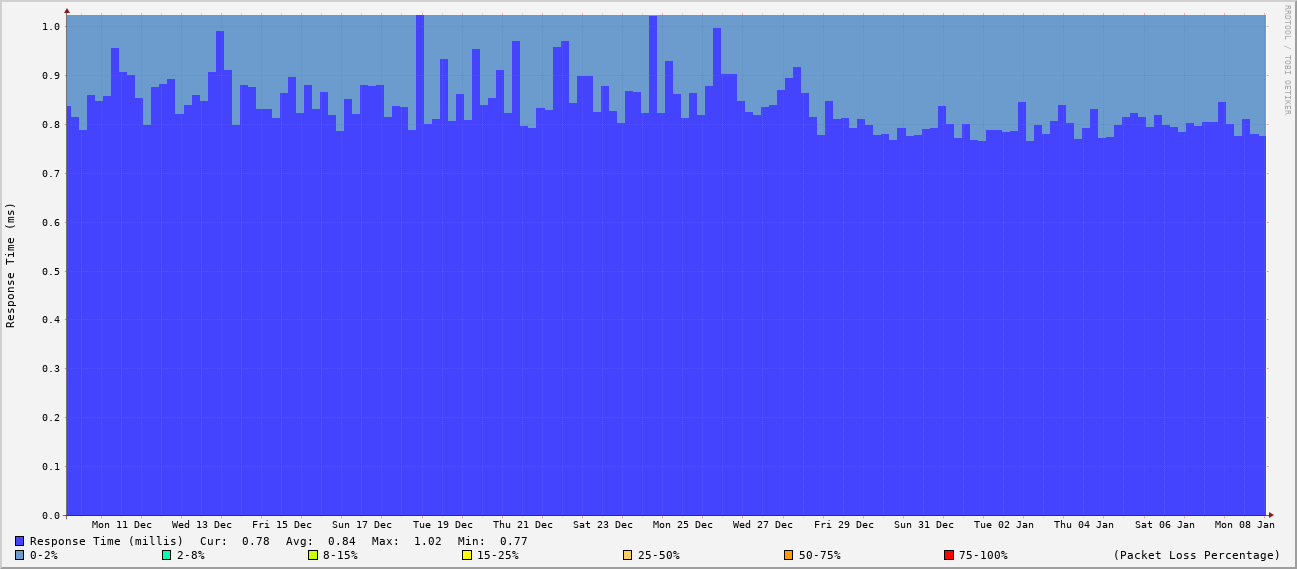 RRDTOOL / TOBI OETIKER
Response Time (ms)
1.0
0.9
0.8
0.7
0.6
0.5
0.4
0.3
0.2
0.1
0.0
Mon 11 Dec Wed 13 Dec Fri 15 Dec Sun 17 Dec Tue 19 Dec Thu 21 Dec Sat 23 Dec Mon 25 Dec Wed 27 Dec Fri 29 Dec Sun 31 Dec Tue 02 Jan Thu 04 Jan Sat 06 Jan Mon 08 Jan
Response Time (millis) Cur: 0.78 Avg: 0.84 Max: 1.02 Min: 0.77
0-2% 2-8% 8-15% 15-25% 25-50% 50-75% 75-100% (Packet Loss Percentage)